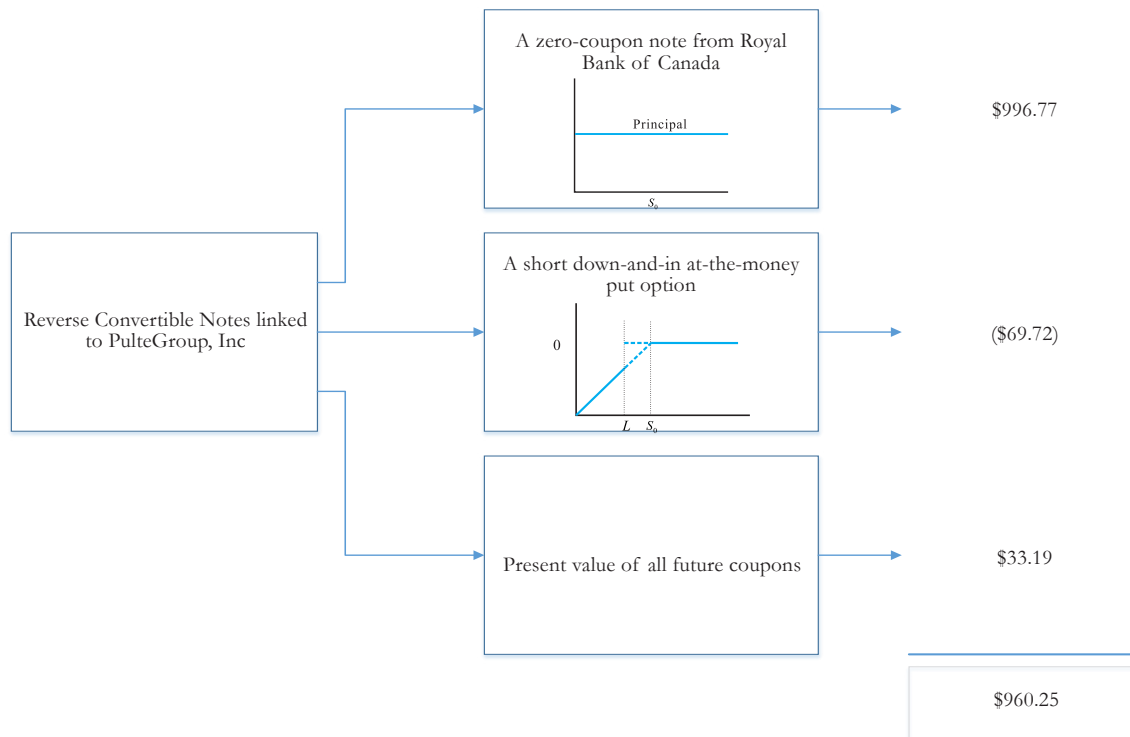 A zero-coupon note from Royal
Bank of Canada
Principal
S₀
$996.77
Reverse Convertible Notes linked
to PulteGroup, Inc
A short down-and-in at-the-money
put option
0
L S₀
($69.72)
Present value of all future coupons
$33.19
$960.25